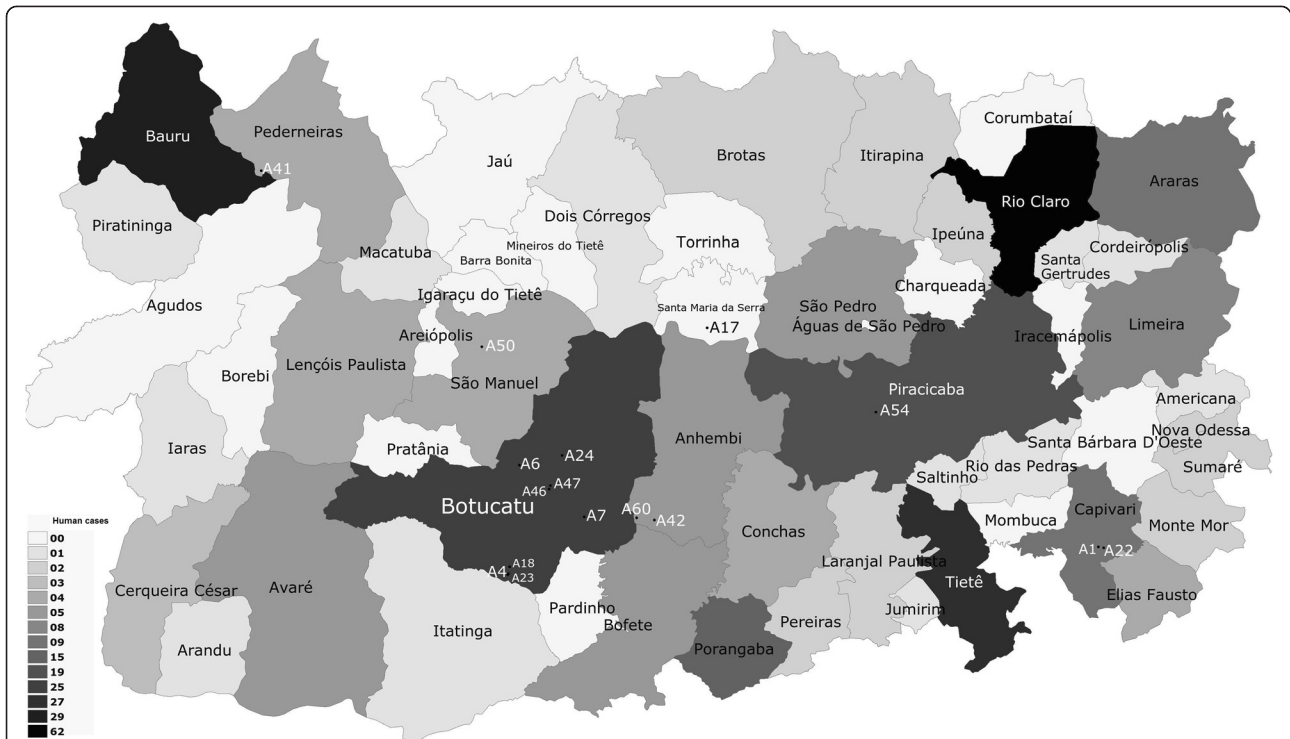 Corumbataí
Bauru
Pederneiras
Jaú
Brotas
Itirapina
A41
Araras
Rio Claro
Piratininga
Dois Córregos
Torrinha
Ipeúna
Macatuba
Mineiros do Tietê
Cordeirópolis
Barra Bonita
Santa
Gertrudes
Igaraçu do Tietê
Charqueada
Agudos
Santa Maria da Serra
São Pedro
A17
Águas de São Pedro
Limeira
Areiópolis
Iracemápolis
A50
Lençóis Paulista
Borebi
São Manuel
Piracicaba
Americana
A54
Nova Odessa
Anhembi
Santa Bárbara D'Oeste
Iaras
Pratânia
A24
A6
Rio das Pedras
Sumaré
Saltinho
A47
A46
Botucatu
A60
A7
A42
Capivari
Mombuca
Monte Mor
Human cases
00
01
02
03
04
05
08
09
15
19
25
27
29
62
Conchas
A1
A22
A18
A4
A23
Laranjal Paulista
Cerqueira César
Avaré
Tietê
Elias Fausto
Pardinho
Jumirim
Bofete
Pereiras
Itatinga
Arandu
Porangaba